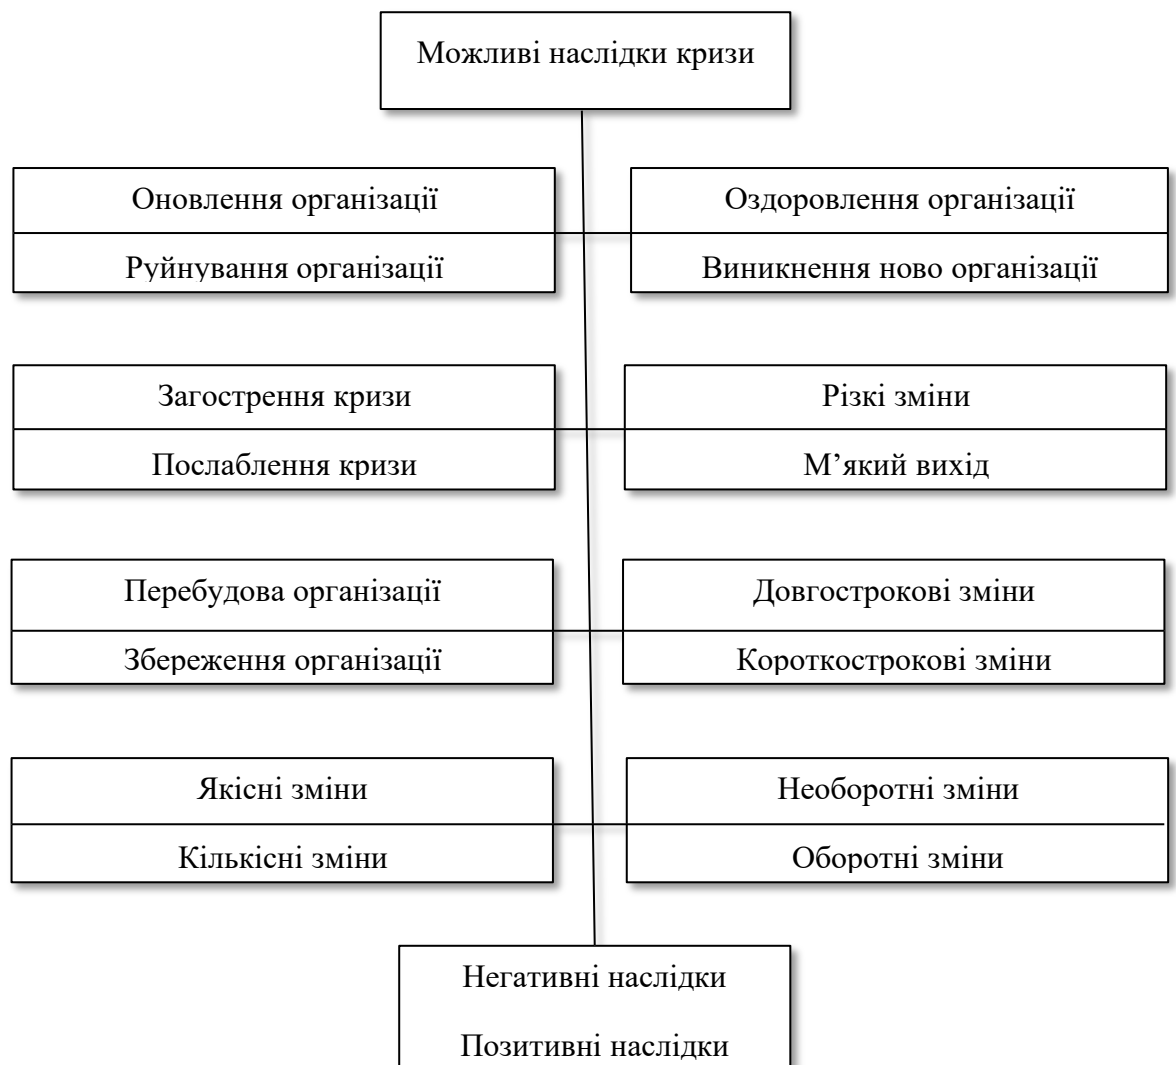 Можливі наслідки кризи
Оновлення організації
Руйнування організації
Оздоровлення організації
Виникнення ново організації
Загострення кризи
Послаблення кризи
Різкі зміни
М’який вихід
Перебудова організації
Збереження організації
Довгострокові зміни
Короткострокові зміни
Якісні зміни
Кількісні зміни
Необоротні зміни
Оборотні зміни
Негативні наслідки
Позитивні наслідки